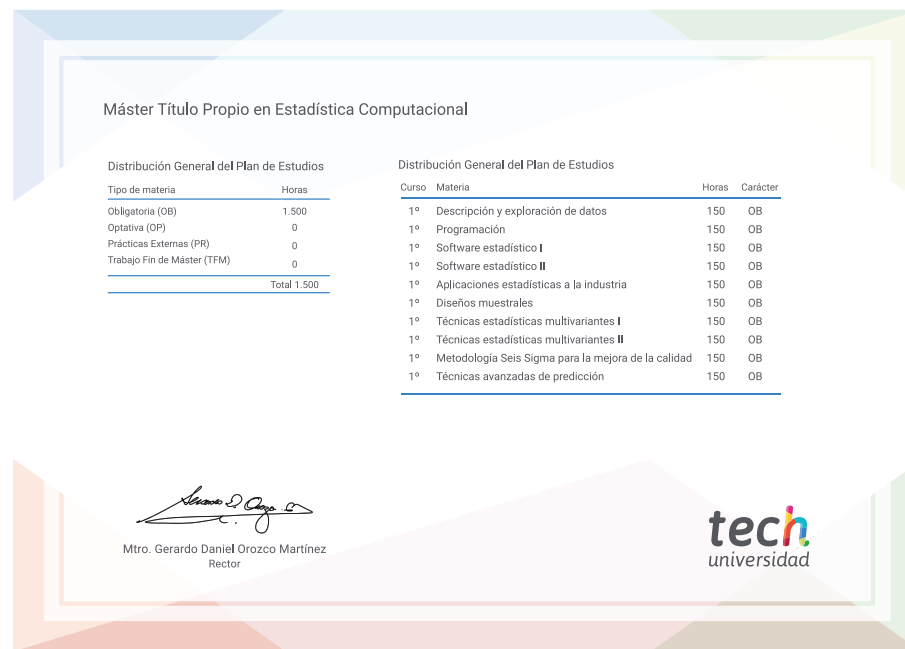 Máster Título Propio en Estadística Computacional
Distribución General del Plan de Estudios
Tipo de materia Horas
Obligatoria (OB) 1.500
Optativa (OP) 0
Prácticas Externas (PR) 0
Trabajo Fin de Máster (TFM) 0
Total 1.500
Distribución General del Plan de Estudios
Curso Materia Horas Carácter
1º Descripción y exploración de datos 150 OB
1º Programación 150 OB
1º Software estadístico I 150 OB
1º Software estadístico II 150 OB
1º Aplicaciones estadísticas a la industria 150 OB
1º Diseños muestrales 150 OB
1º Técnicas estadísticas multivariantes I 150 OB
1º Técnicas estadísticas multivariantes II 150 OB
1º Metodología Seis Sigma para la mejora de la calidad 150 OB
1º Técnicas avanzadas de predicción 150 OB
Mtro. Gerardo Daniel Orozco Martínez
Rector
tech
universidad